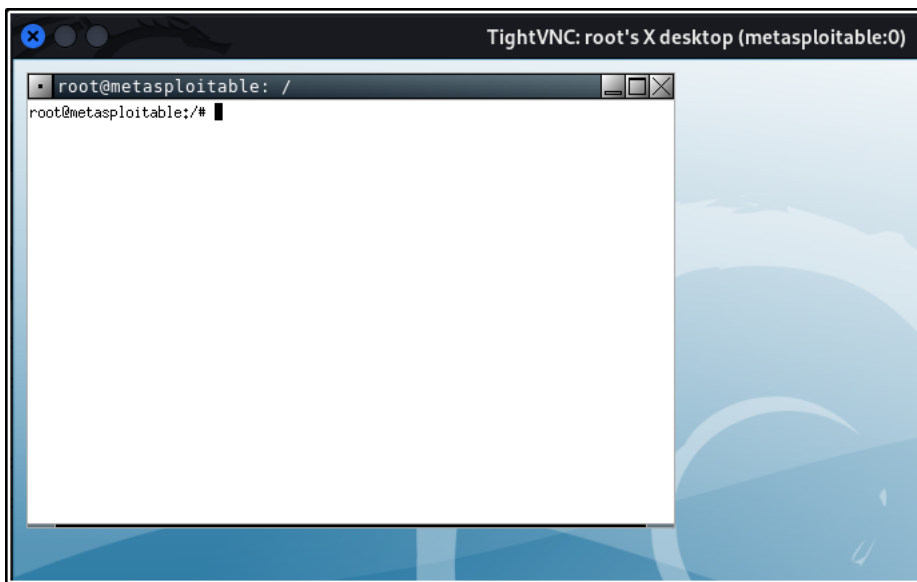 TightVNC: root's X desktop (metasploitable:0)
root@metasploitable: /
root@metasploitable:/#